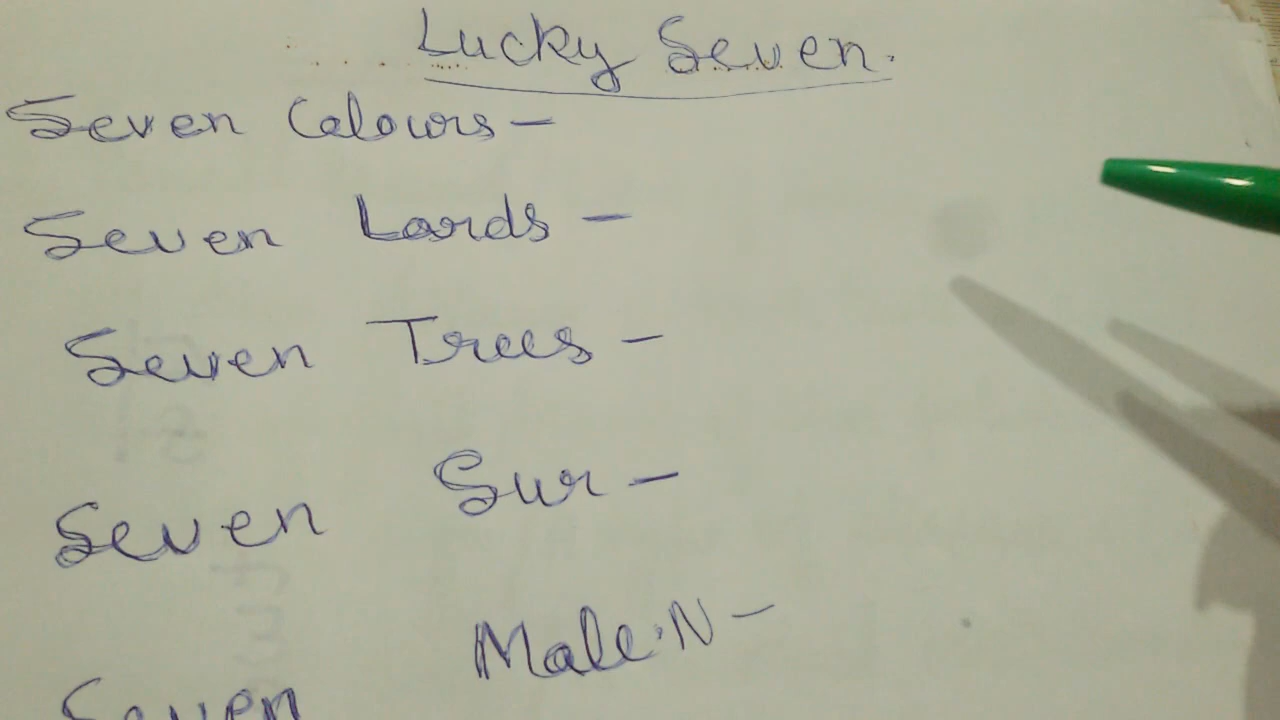 Lucky Seven.
Seven Colours -
Seven Lords -
Seven Trees -
Seven Sur -
Seven Male.N -